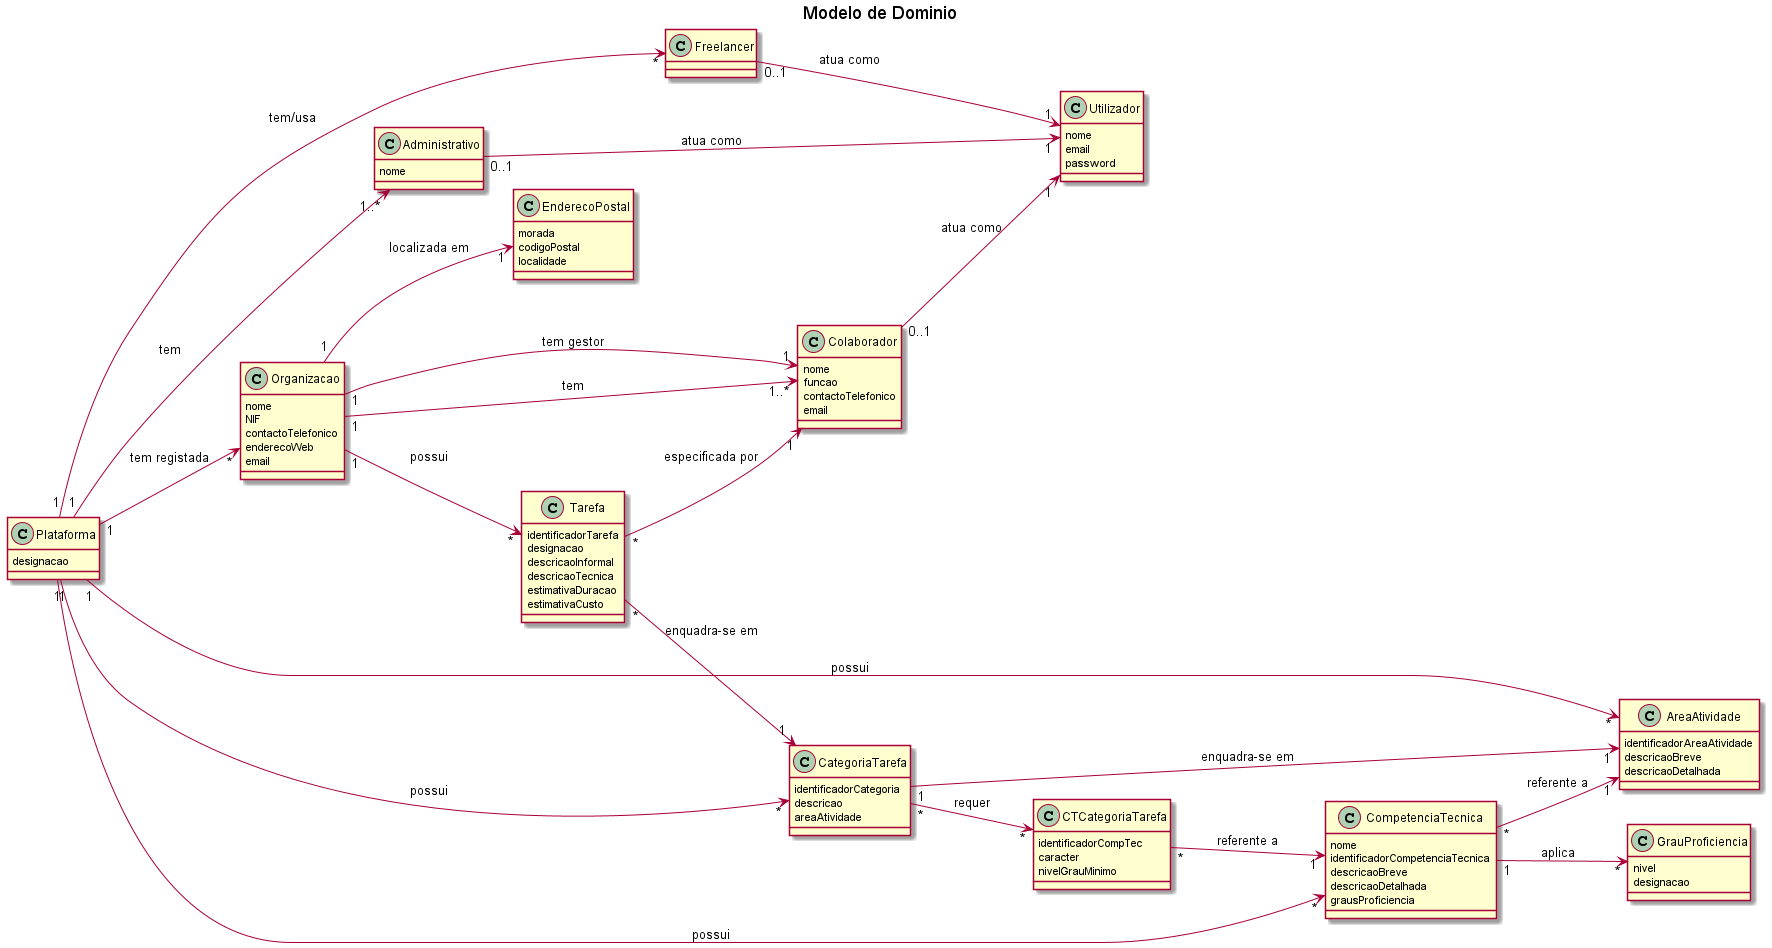 Modelo de Dominio
C Freelancer
* 
0..1
atua como
tem/usa
C Utilizador
nome
email
password
1
1
1
C Administrativo
nome
0..1
atua como
1..*
C EnderecoPostal
morada
codigoPostal
localidade
localizada em
1
1
atua como
0..1
C Colaborador
nome
funcao
contactoTelefonico
email
tem gestor
1
1
tem
1..*
1
tem
C Organizacao
nome
NIF
contactoTelefonico
enderecoWeb
email
tem registada
*
1
possui
1
*
especificada por
1
*
C Tarefa
identificadorTarefa
designacao
descricaoInformal
descricaoTecnica
estimativaDuracao
estimativaCusto
*
enquadra-se em
1
1
1
1
C Plataforma
designacao
1
1
1
possui
*
C AreaAtividade
identificadorAreaAtividade
descricaoBreve
descricaoDetalhada
enquadra-se em
1
1
C CategoriaTarefa
identificadorCategoria
descricao
areaAtividade
possui
*
requer
*
*
C CTCategoriaTarefa
identificadorCompTec
caracter
nivelGrauMinimo
referente a
*
1
C CompetenciaTecnica
nome
identificadorCompetenciaTecnica
descricaoBreve
descricaoDetalhada
grausProficiencia
referente a
*
1
aplica
1
*
C GrauProficiencia
nivel
designacao
possui
*